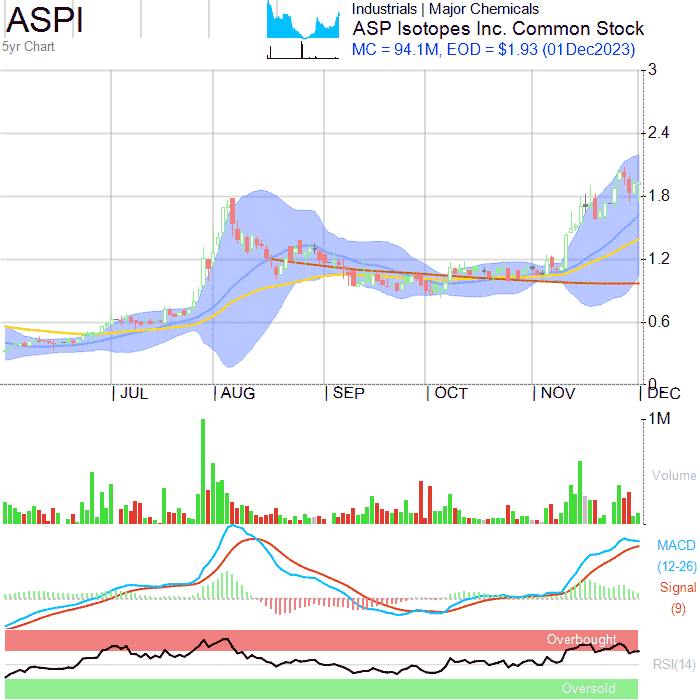 ASPI
5yr Chart
Industrials | Major Chemicals
ASP Isotopes Inc. Common Stock
MC = 94.1M, EOD = $1.93 (01Dec2023)
3
2.4
1.8
1.2
0.6
0
| JUL | AUG | SEP | OCT | NOV | DEC
1M
Volume
MACD
(12-26)
Signal
(9)
Overbought
RSI(14)
Oversold